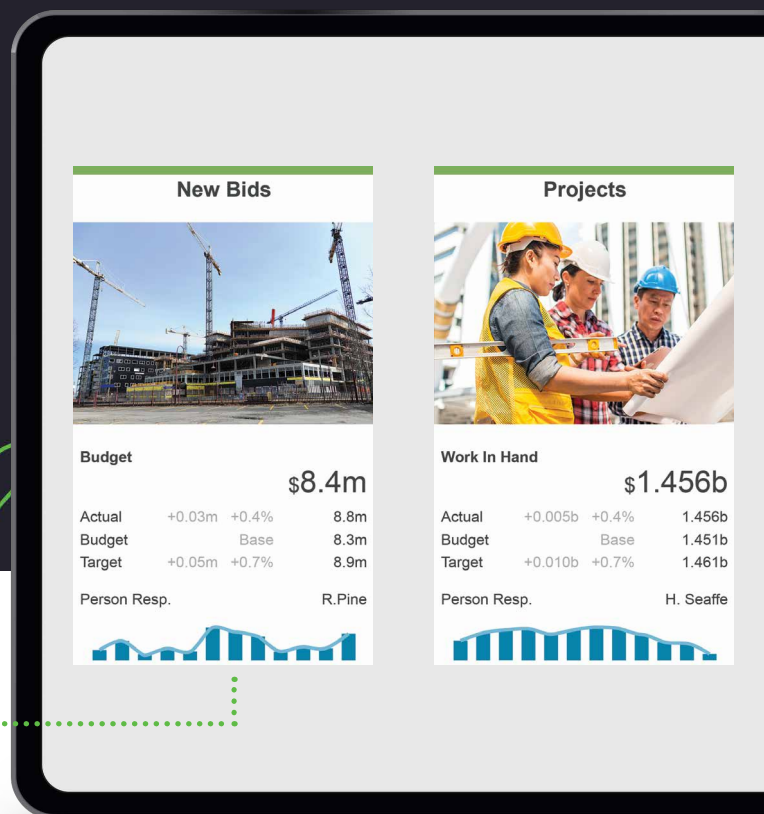 New Bids
Budget
$8.4m
Actual +0.03m +0.4% 8.8m
Budget Base 8.3m
Target +0.05m +0.7% 8.9m
Person Resp. R.Pine
Projects
Work In Hand
$1.456b
Actual +0.005b +0.4% 1.456b
Budget Base 1.451b
Target +0.010b +0.7% 1.461b
Person Resp. H. Seaffe